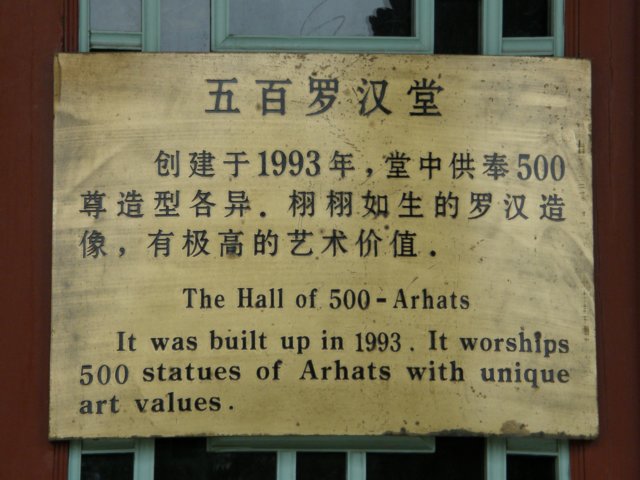 五百罗汉堂
创建于1993年，堂中供奉500
尊造型各异．栩栩如生的罗汉造
像，有极高的艺术价值．
The Hall of 500-Arhats
It was built up in 1993. It worships
500 statues of Arhats with unique
art values.